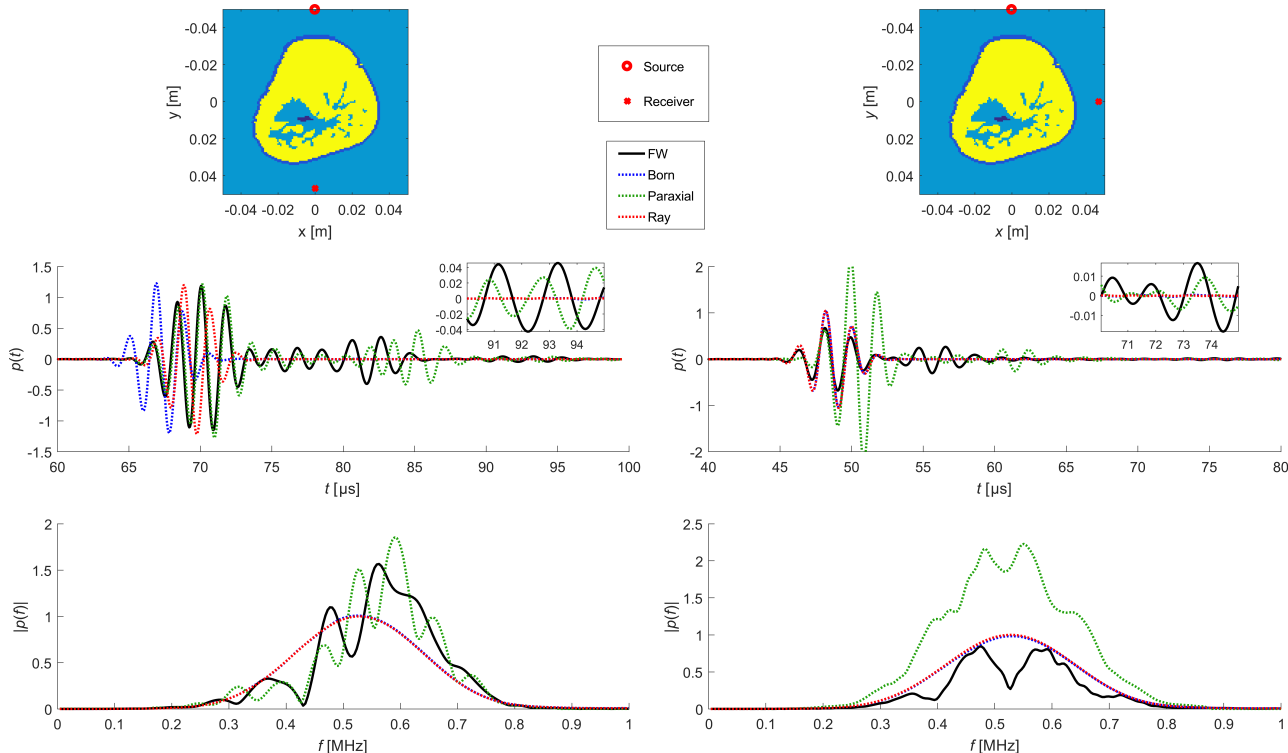 -0.04
-0.02
0
0.02
0.04
y [m]
-0.04 -0.02 0 0.02 0.04
x [m]
Source
Receiver
FW
Born
Paraxial
Ray
-0.04
-0.02
0
0.02
0.04
y [m]
-0.04 -0.02 0 0.02 0.04
x [m]
1.5
1
0.5
0
-0.5
-1
-1.5
p(t)
60 65 70 75 80 85 90 95 100
t [µs]
0.04
0.02
0
-0.02
-0.04
91 92 93 94
2
1
0
-1
-2
p(t)
40 45 50 55 60 65 70 75 80
t [µs]
0.01
0
-0.01
71 72 73 74
2
1.5
1
0.5
0
|p(f)|
0 0.1 0.2 0.3 0.4 0.5 0.6 0.7 0.8 0.9 1
f [MHz]
2.5
2
1.5
1
0.5
0
|p(f)|
0 0.1 0.2 0.3 0.4 0.5 0.6 0.7 0.8 0.9 1
f [MHz]